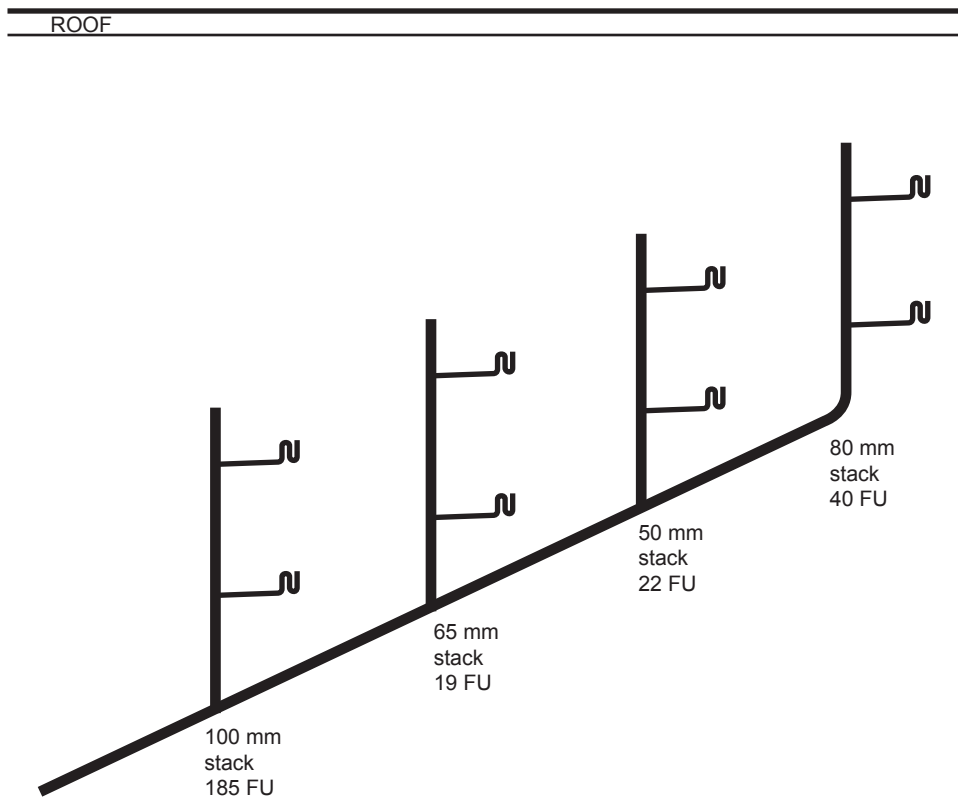 ROOF
80 mm
stack
40 FU
50 mm
stack
22 FU
65 mm
stack
19 FU
100 mm
stack
185 FU